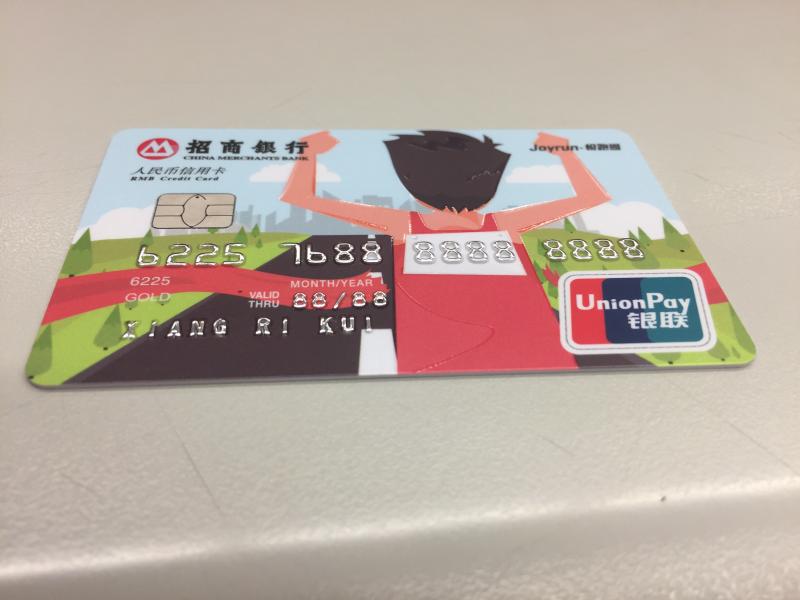 招商銀行
CHINA MERCHANTS BANK
Joyrun·悦跑圈
人民币信用卡
RMB Credit Card
6225 7688 8888 8888
6225
GOLD
MONTH/YEAR
VALID THRU 88/88
XIANG RI KUI
UnionPay
银联